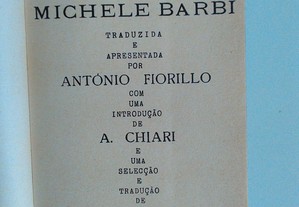 MICHELE BARBI
TRADUZIDA
E
APRESENTADA
POR
ANTÓNIO FIORILLO
COM
UMA
INTRODUÇÃO
DE
A. CHIARI
E
UMA
SELECÇÃO
E
TRADUÇÃO
DE